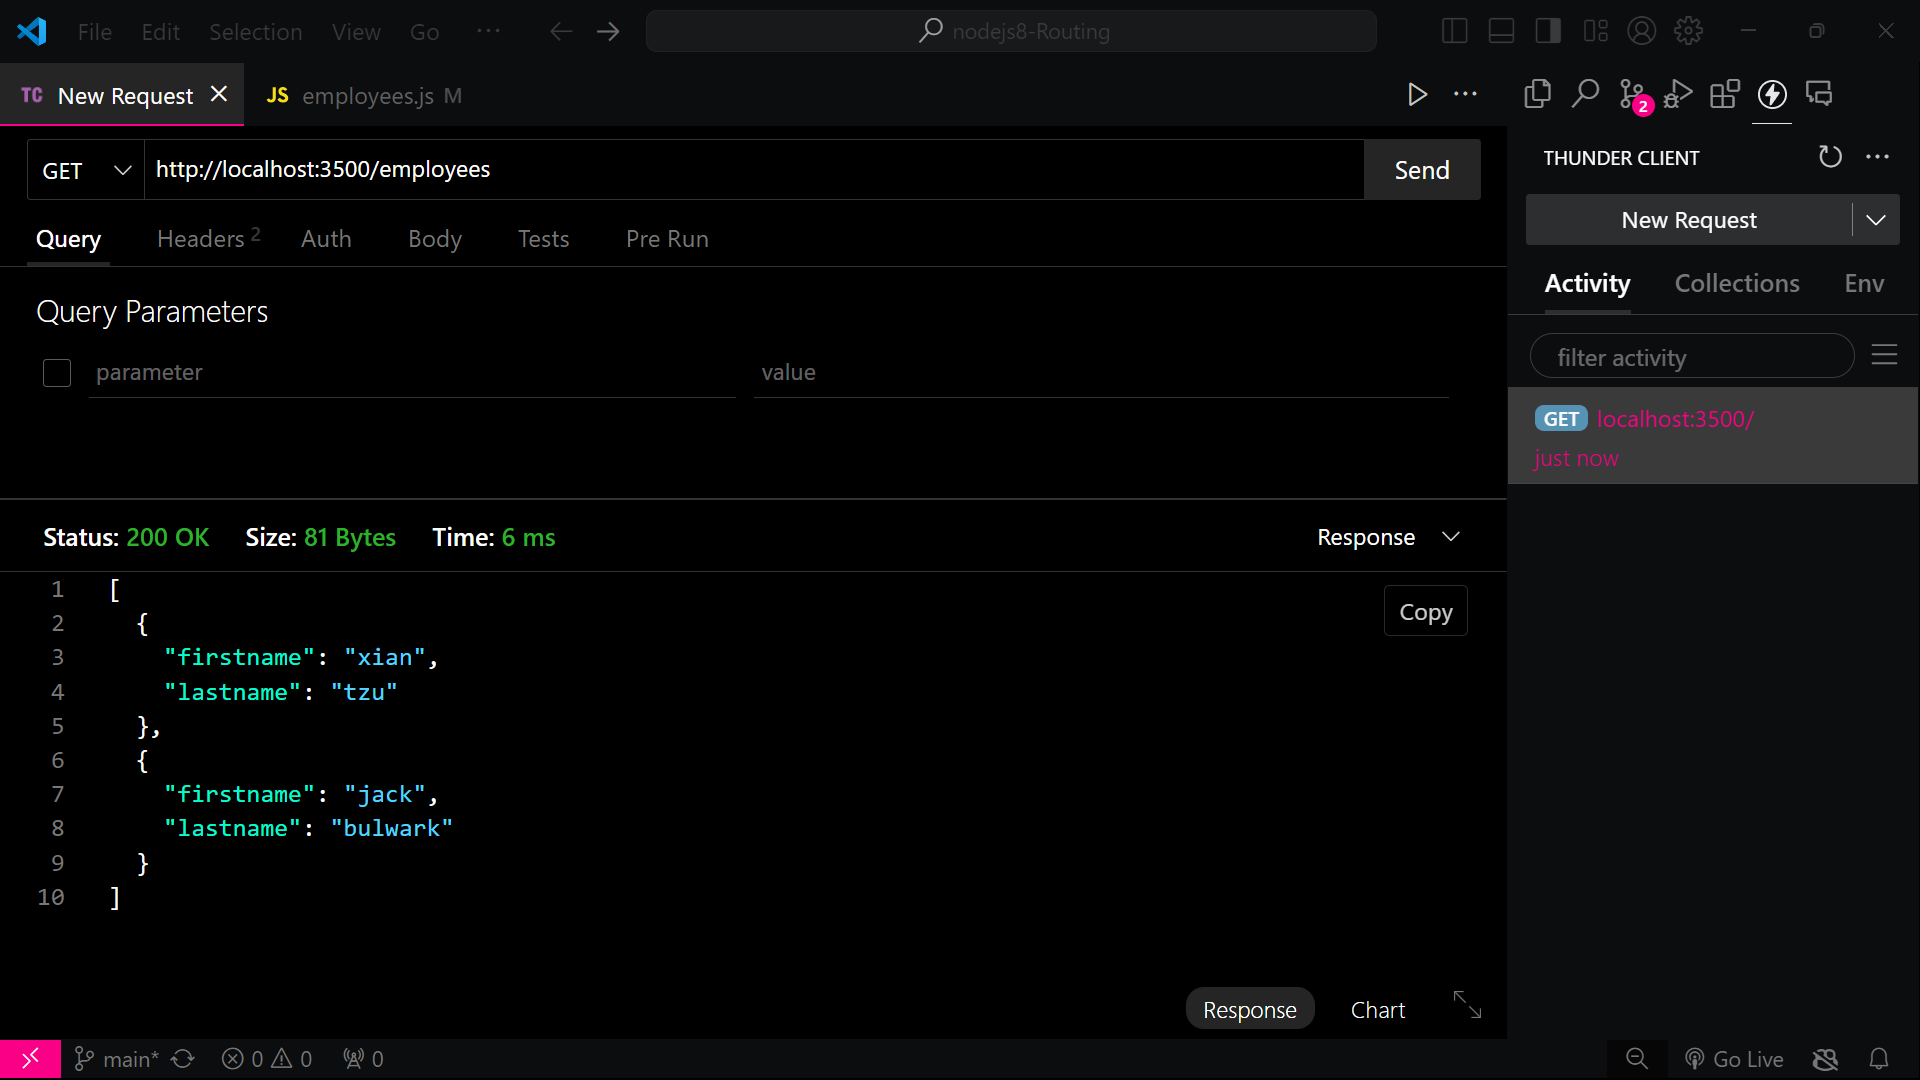 File Edit Selection View Go ··· nodejs8-Routing
TC New Request JS employees.js M
2
GET http://localhost:3500/employees Send
Query Headers 2 Auth Body Tests Pre Run
Query Parameters
parameter value
Status: 200 OK Size: 81 Bytes Time: 6 ms Response
1 [
2 {
3 "firstname": "xian",
4 "lastname": "tzu"
5 },
6 {
7 "firstname": "jack",
8 "lastname": "bulwark"
9 }
10 ]
Copy
Response Chart
THUNDER CLIENT
New Request
Activity Collections Env
filter activity
GET localhost:3500/
just now
main* 0 0 0 Go Live